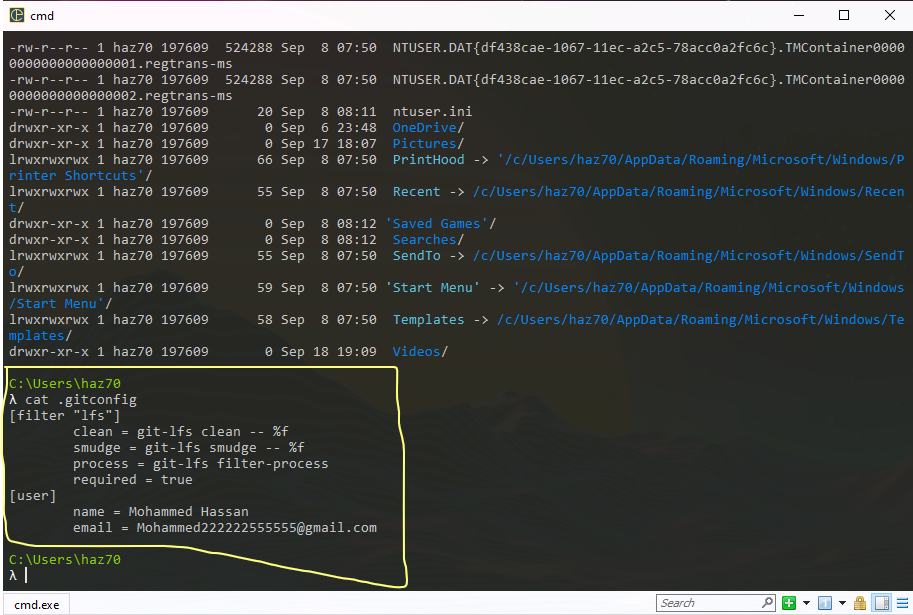 cmd
-rw-r--r-- 1 haz70 197609  524288 Sep  8 07:50  NTUSER.DAT{df438cae-1067-11ec-a2c5-78acc0a2fc6c}.TMContainer0000
0000000000000001.regtrans-ms
-rw-r--r-- 1 haz70 197609  524288 Sep  8 07:50  NTUSER.DAT{df438cae-1067-11ec-a2c5-78acc0a2fc6c}.TMContainer0000
0000000000000002.regtrans-ms
-rw-r--r-- 1 haz70 197609      20 Sep  8 08:11  ntuser.ini
drwxr-xr-x 1 haz70 197609       0 Sep  6 23:48  OneDrive/
drwxr-xr-x 1 haz70 197609       0 Sep 17 18:07  Pictures/
lrwxrwxrwx 1 haz70 197609      66 Sep  8 07:50  PrintHood -> '/c/Users/haz70/AppData/Roaming/Microsoft/Windows/P
rinter Shortcuts'/
lrwxrwxrwx 1 haz70 197609      55 Sep  8 07:50  Recent -> /c/Users/haz70/AppData/Roaming/Microsoft/Windows/Recen
t/
drwxr-xr-x 1 haz70 197609       0 Sep  8 08:12 'Saved Games'/
drwxr-xr-x 1 haz70 197609       0 Sep  8 08:12  Searches/
lrwxrwxrwx 1 haz70 197609      55 Sep  8 07:50  SendTo -> /c/Users/haz70/AppData/Roaming/Microsoft/Windows/SendT
o/
lrwxrwxrwx 1 haz70 197609      59 Sep  8 07:50 'Start Menu' -> '/c/Users/haz70/AppData/Roaming/Microsoft/Windows
/Start Menu'/
lrwxrwxrwx 1 haz70 197609      58 Sep  8 07:50  Templates -> /c/Users/haz70/AppData/Roaming/Microsoft/Windows/Te
mplates/
drwxr-xr-x 1 haz70 197609       0 Sep 18 19:09  Videos/
C:\Users\haz70
λ cat .gitconfig
[filter "lfs"]
        clean = git-lfs clean -- %f
        smudge = git-lfs smudge -- %f
        process = git-lfs filter-process
        required = true
[user]
        name = Mohammed Hassan
        email = Mohammed222222555555@gmail.com
C:\Users\haz70
λ
cmd.exe
Search